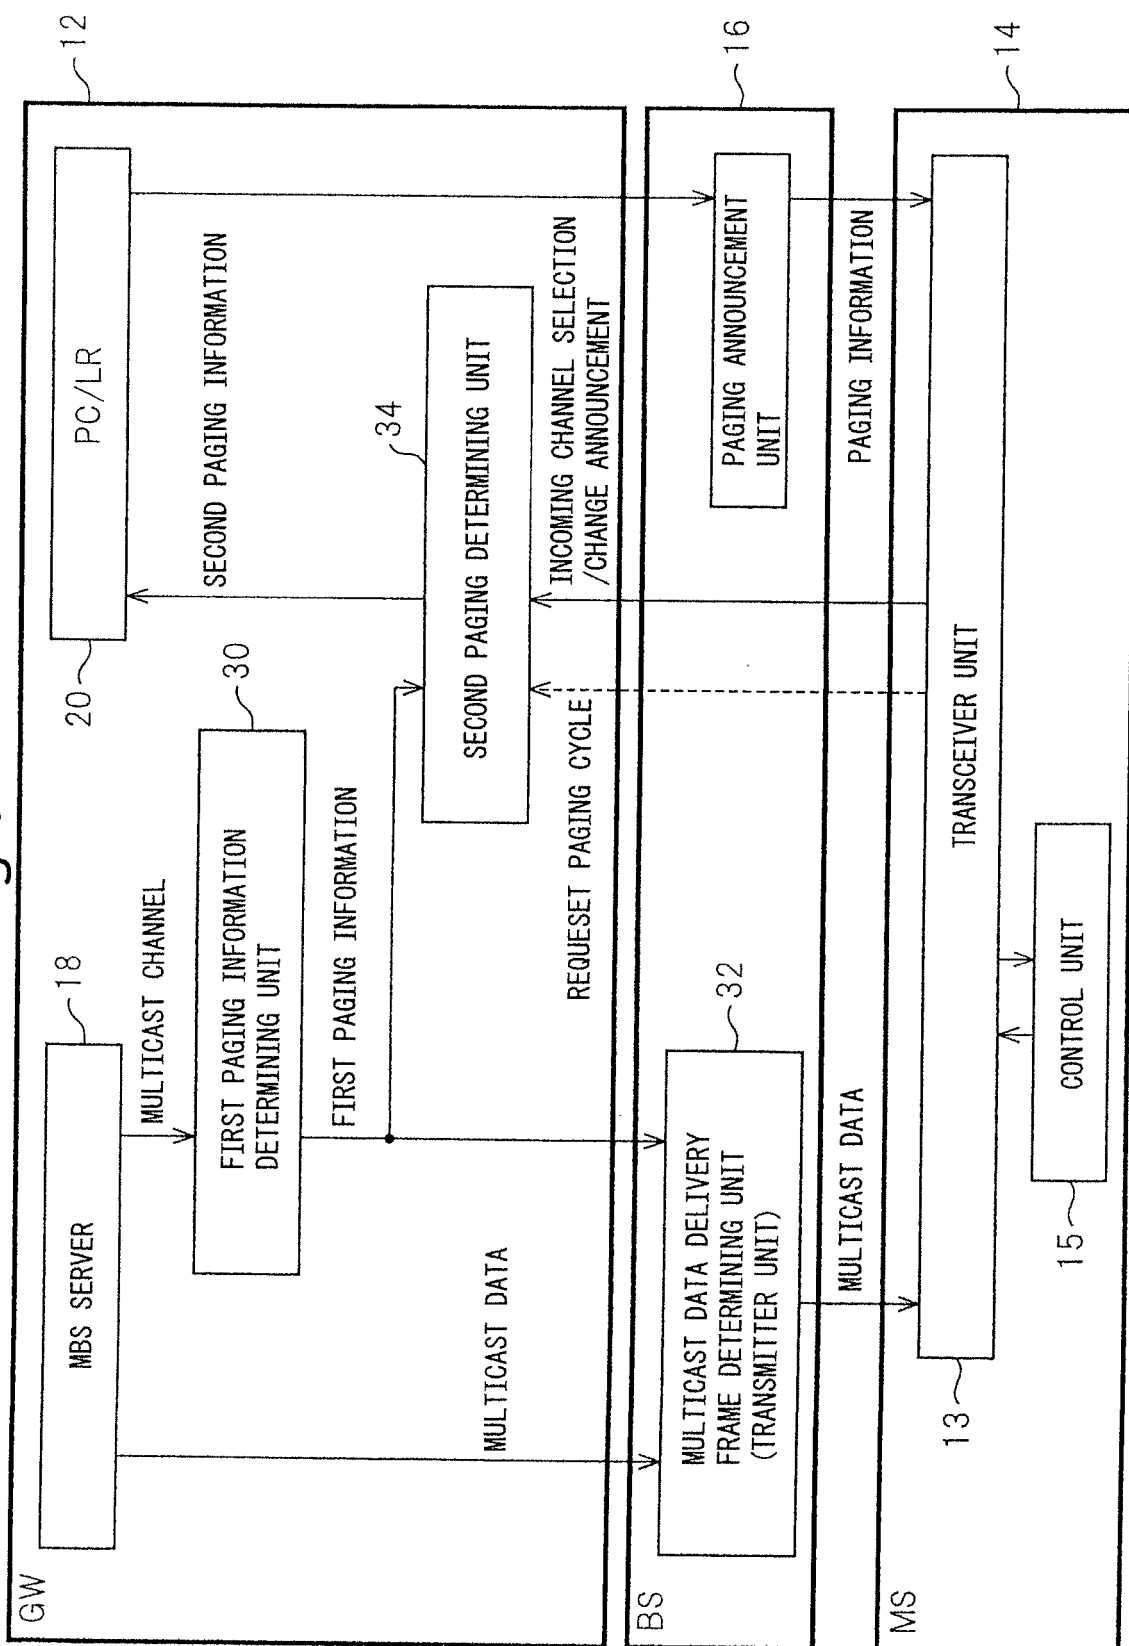 GW
12
MBS SERVER
18
MULTICAST CHANNEL
FIRST PAGING INFORMATION
DETERMINING UNIT
30
FIRST PAGING INFORMATION
MULTICAST DATA
PC/LR
20
SECOND PAGING INFORMATION
SECOND PAGING DETERMINING UNIT
34
REQUESET PAGING CYCLE
INCOMING CHANNEL SELECTION
/CHANGE ANNOUNCEMENT
BS
16
MULTICAST DATA DELIVERY
FRAME DETERMINING UNIT
(TRANSMITTER UNIT)
32
PAGING ANNOUNCEMENT
UNIT
MULTICAST DATA
PAGING INFORMATION
MS
14
TRANSCEIVER UNIT
13
CONTROL UNIT
15